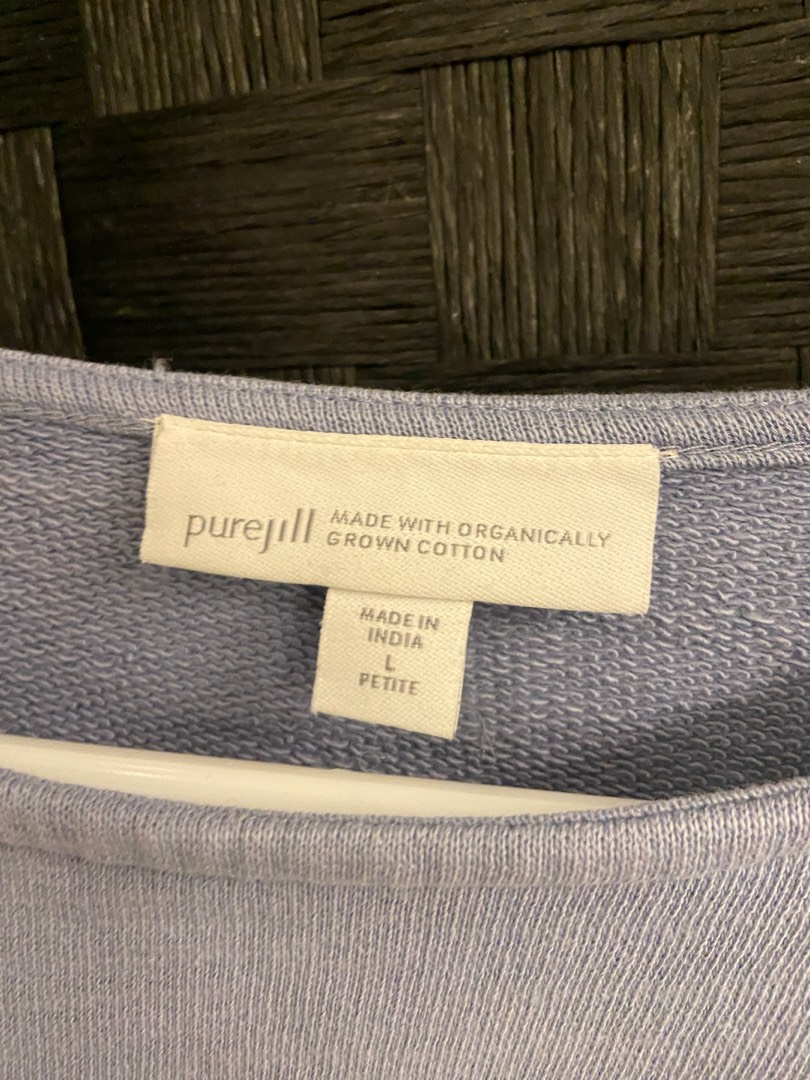 purejill MADE WITH ORGANICALLY
GROWN COTTON
MADE IN
INDIA
L
PETITE